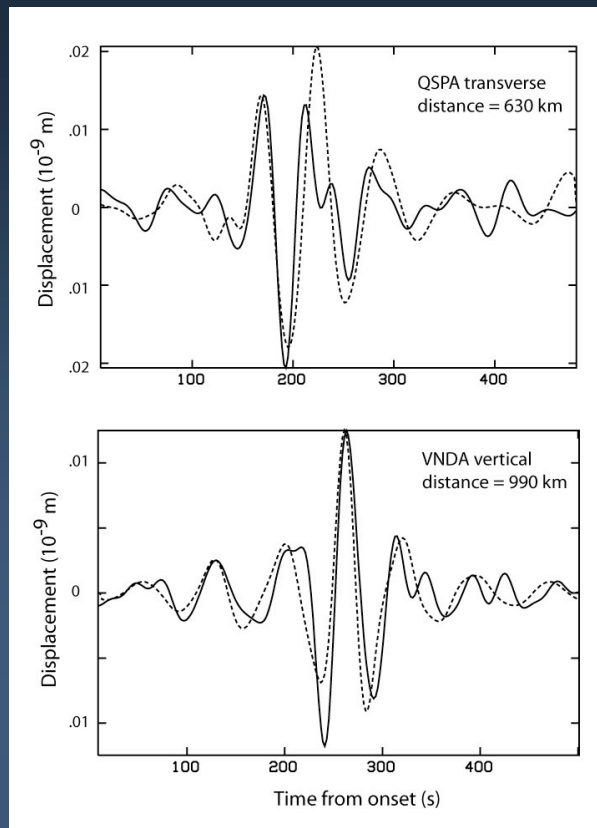 .02
.01
0
.01
.02
Displacement (10-9 m)
QSPA transverse
distance = 630 km
100 200 300 400
.01
0
.01
Displacement (10-9 m)
VNDA vertical
distance = 990 km
100 200 300 400
Time from onset (s)